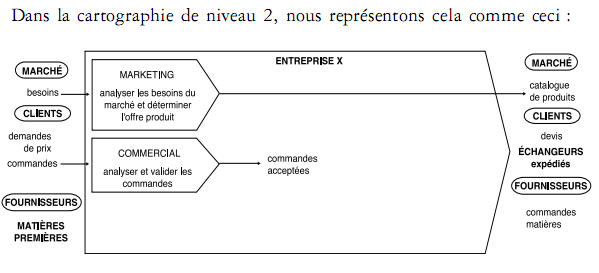 Dans la cartographie de niveau 2, nous représentons cela comme ceci :
MARCHÉ
besoins
CLIENTS
demandes
de prix
commandes
FOURNISSEURS
MATIÈRES
PREMIÈRES
ENTREPRISE X
MARKETING
analyser les besoins du
marché et déterminer
l'offre produit
COMMERCIAL
analyser et valider les
commandes
commandes
acceptées
MARCHÉ
catalogue
de produits
CLIENTS
devis
ÉCHANGEURS
expédiés
FOURNISSEURS
commandes
matières